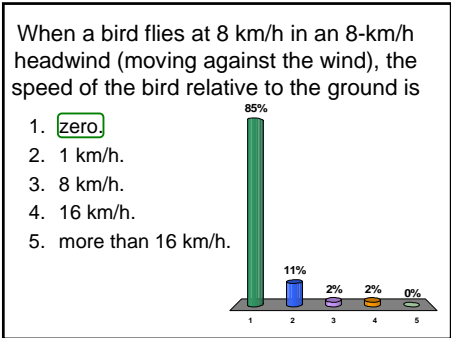 When a bird flies at 8 km/h in an 8-km/h
headwind (moving against the wind), the
speed of the bird relative to the ground is
1. zero.
2. 1 km/h.
3. 8 km/h.
4. 16 km/h.
5. more than 16 km/h.
85%
11%
2%
2%
0%
1 2 3 4 5